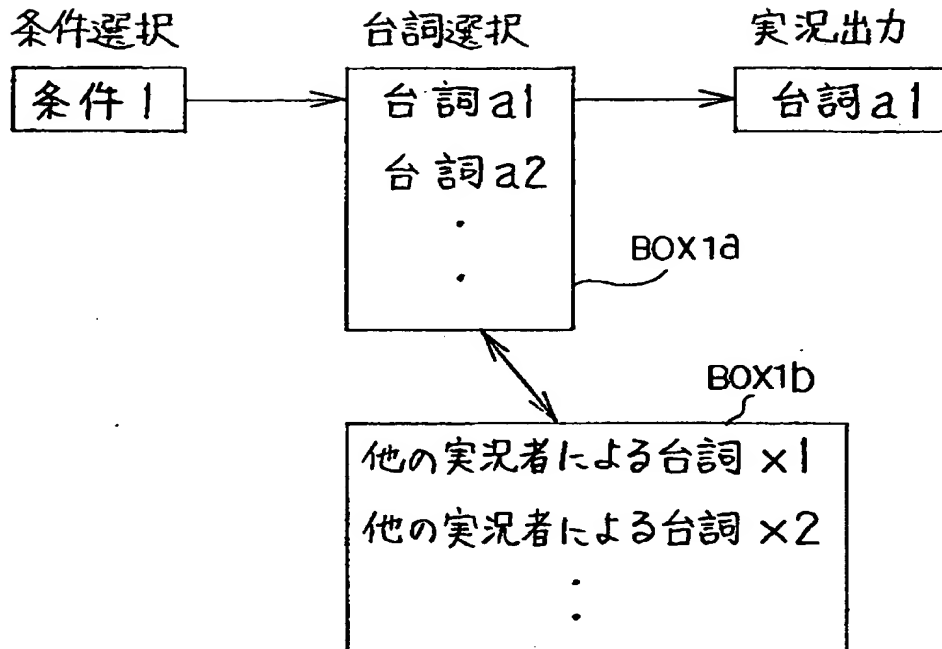 条件選択 台詞選択 実況出力
条件1 台詞a1 台詞a1
台詞a2
・
BOX1a
・
BOX1b
他の実況者による台詞 x1
他の実況者による台詞 x2
・
・